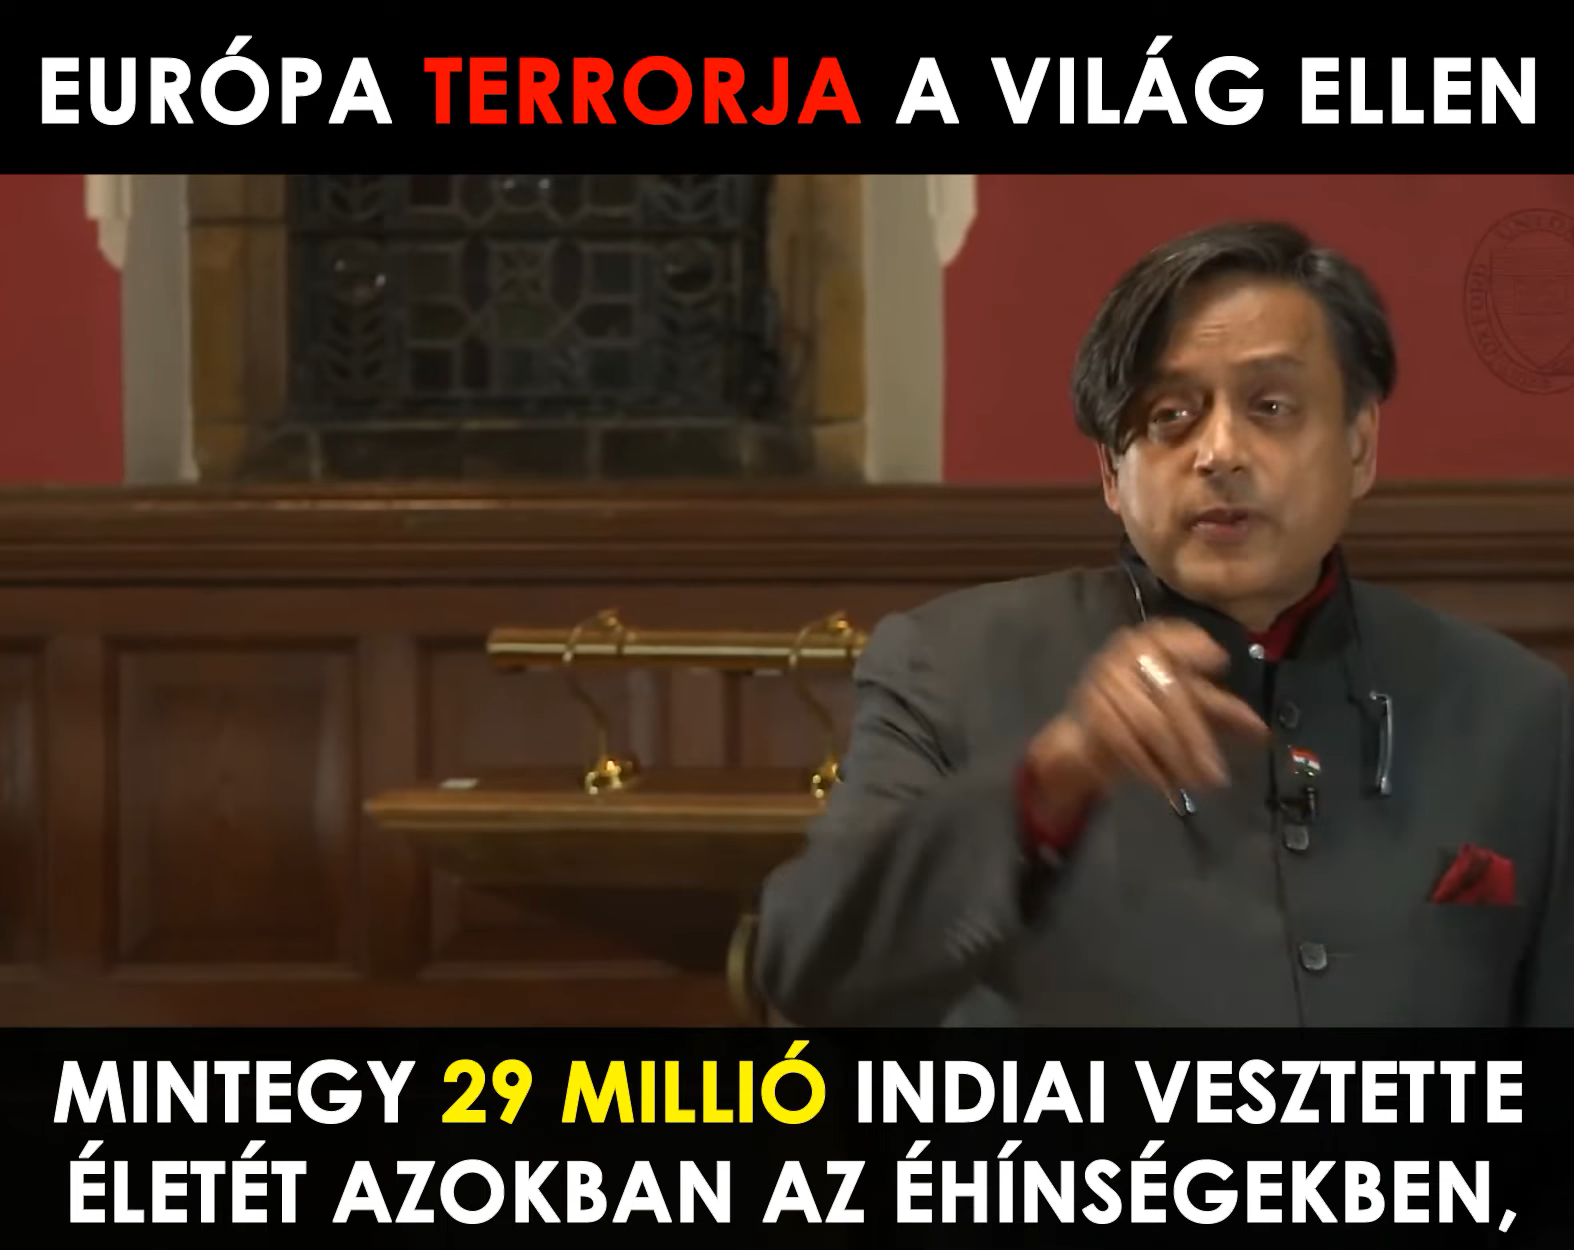 EURÓPA TERRORJA A VILÁG ELLEN
MINTEGY 29 MILLIÓ INDIAI VESZTETTE
ÉLETÉT AZOKBAN AZ ÉHÍNSÉGEKBEN,